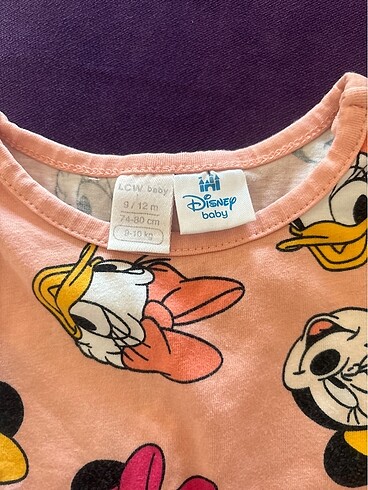 LCW baby
9 / 12 m
74-80 cm
9-10 kg
Disney
baby